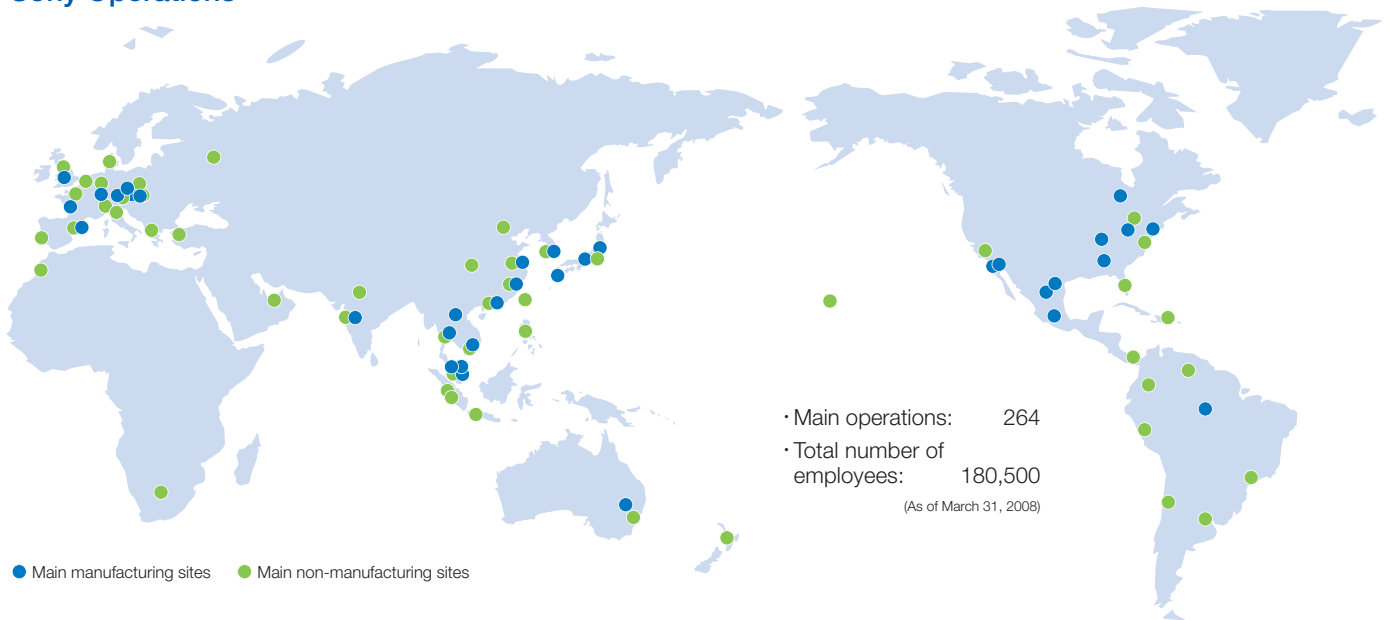 Sony Operations
・Main operations: 264
・Total number of
employees: 180,500
(As of March 31, 2008)
Main manufacturing sites
Main non-manufacturing sites